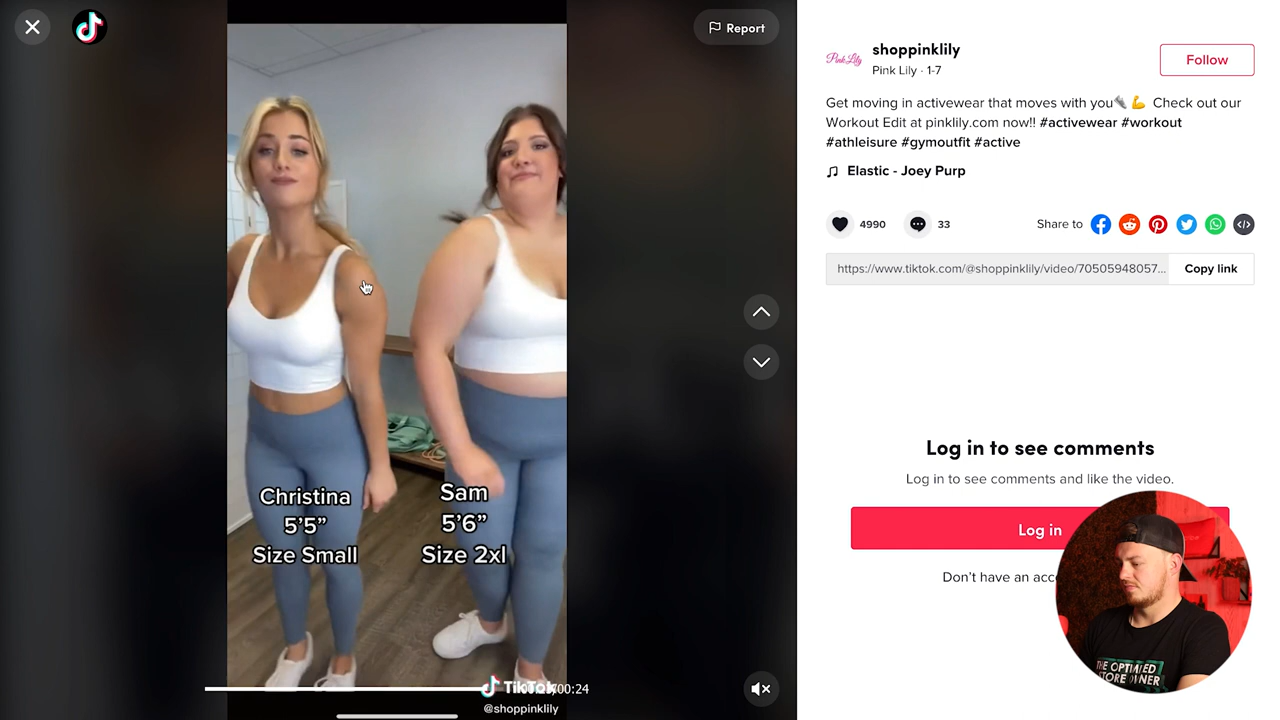 Report
Christina
5’5”
Size Small
Sam
5’6”
Size 2xl
TikTok
/00:24
@shoppinklily
Pink Lily
shoppinklily
Pink Lily · 1-7
Follow
Get moving in activewear that moves with you👟💪 Check out our
Workout Edit at pinklily.com now!! #activewear #workout
#athleisure #gymoutfit #active
Elastic - Joey Purp
4990
33
Share to
https://www.tiktok.com/@shoppinklily/video/70505948057...
Copy link
Log in to see comments
Log in to see comments and like the video.
Log in
Don’t have an acc
THE OPTIMIZED
STORE OWNER